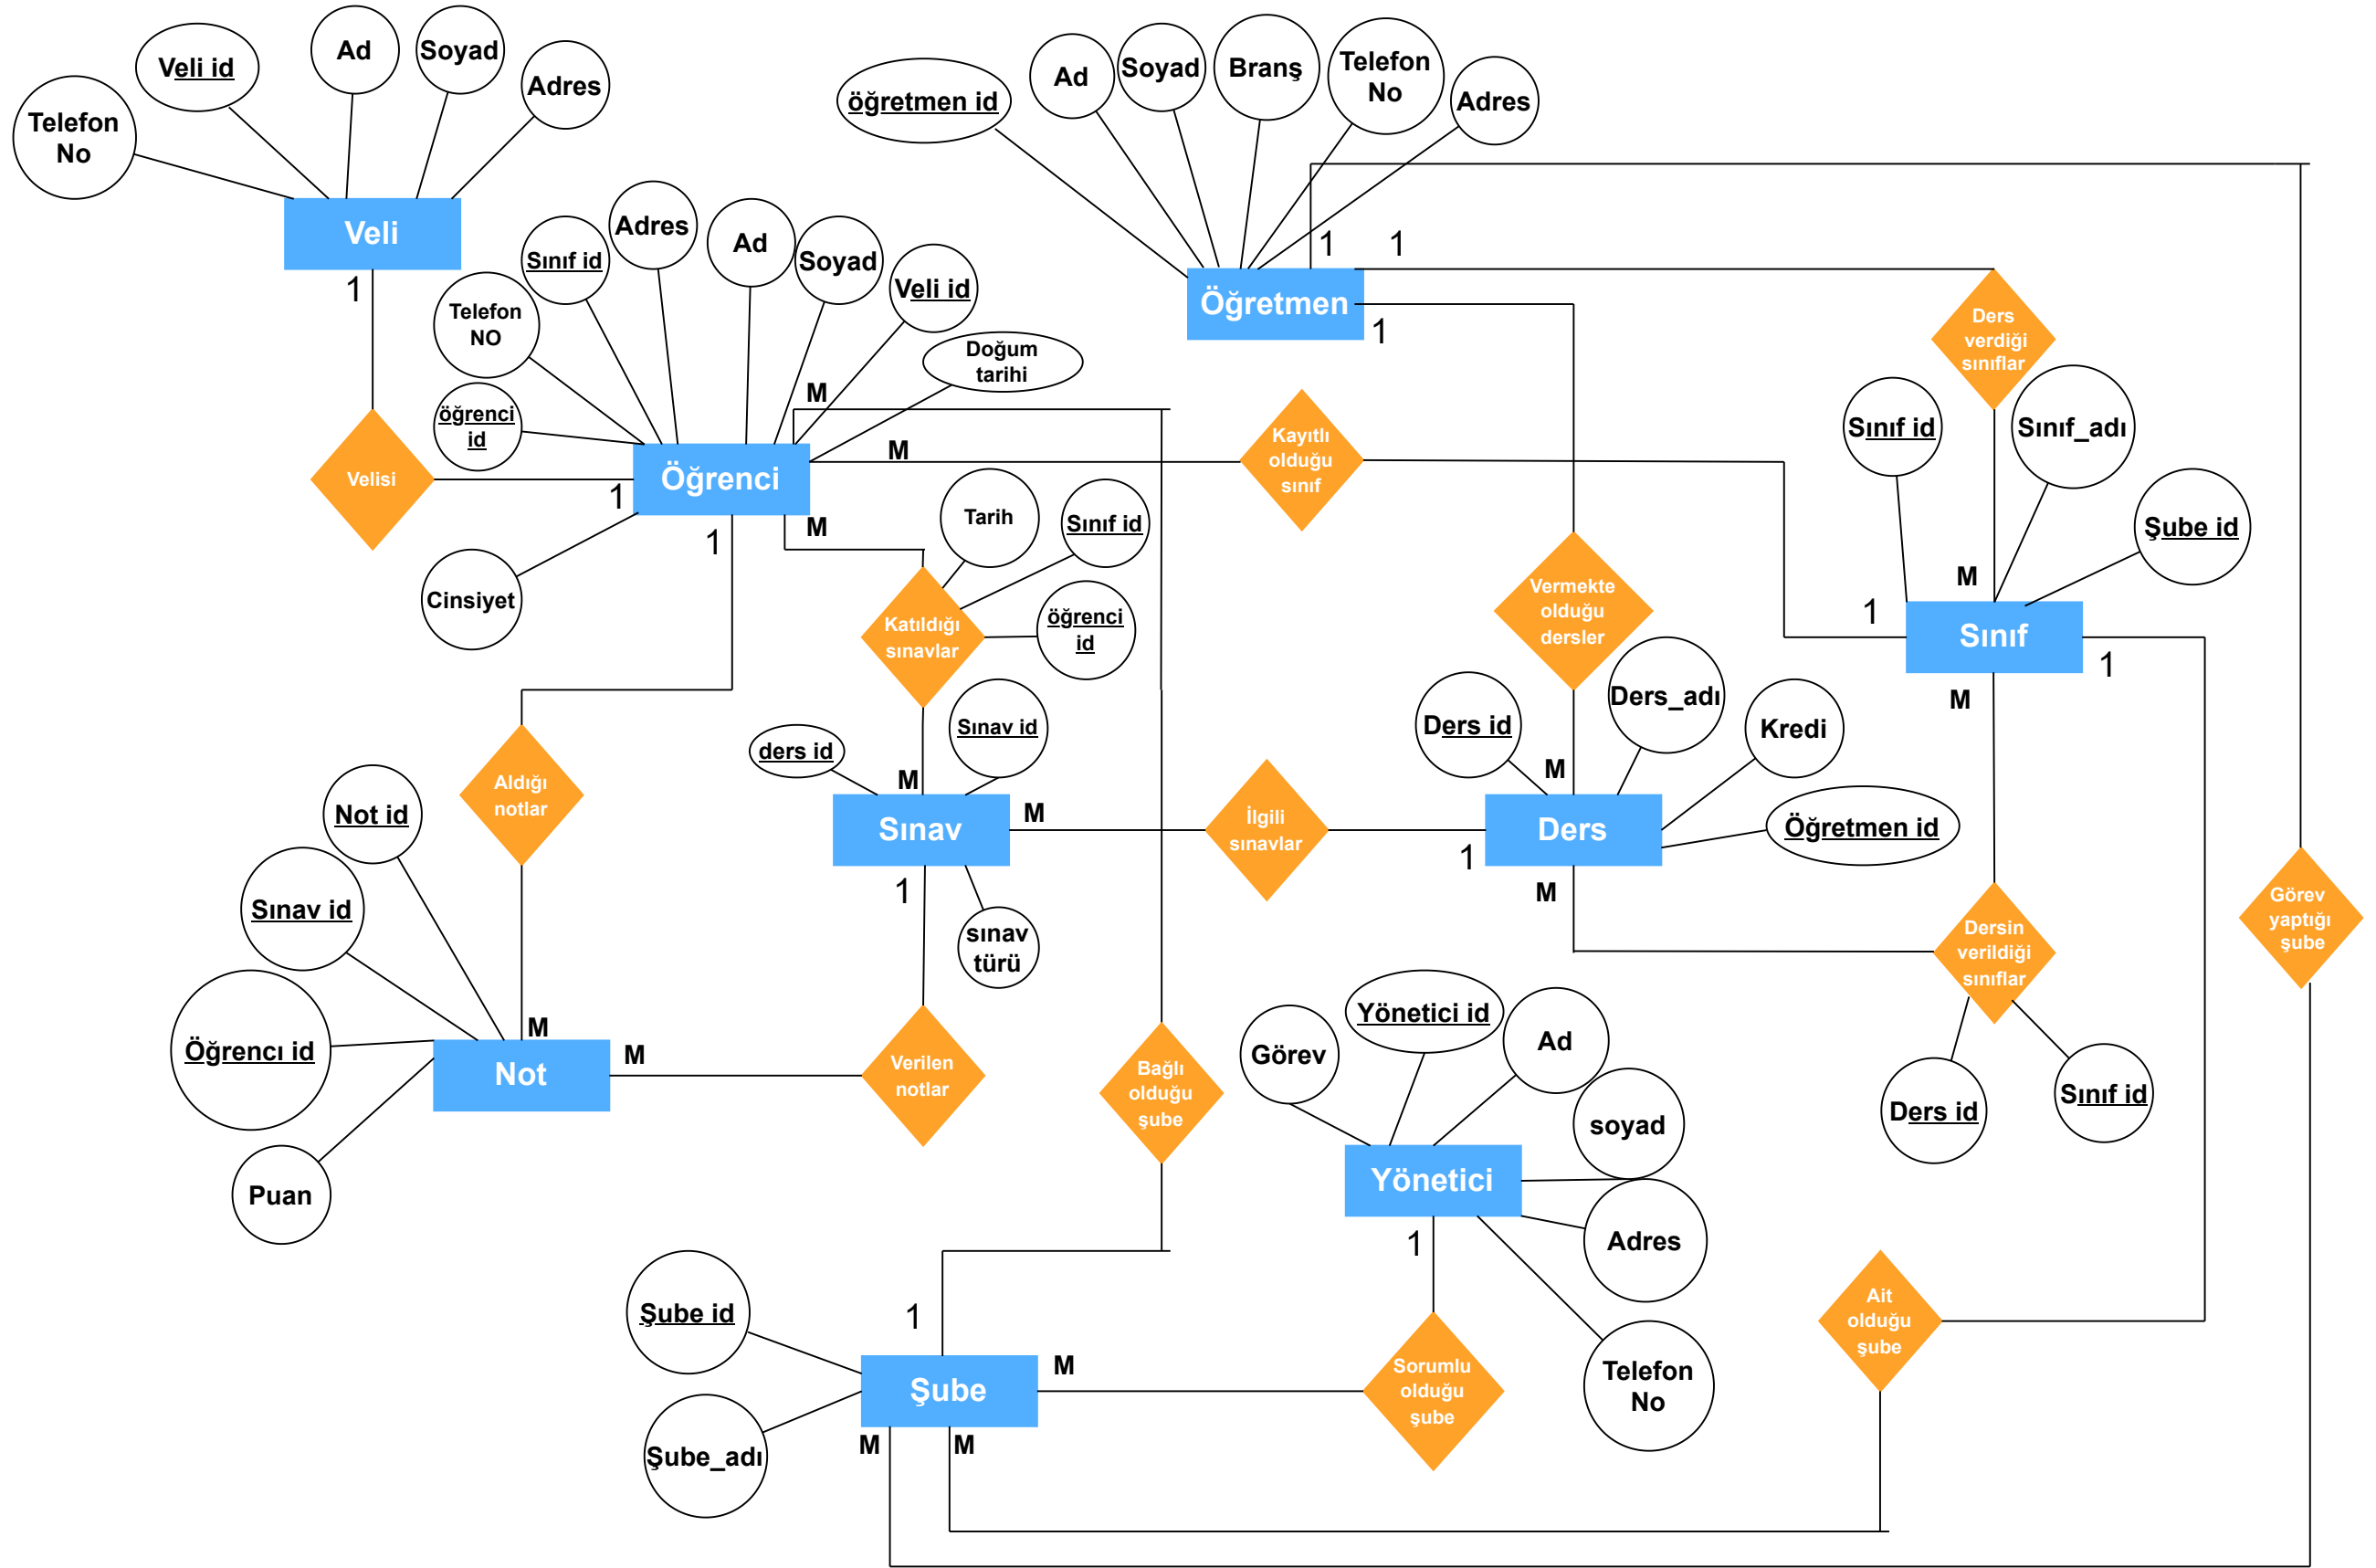 Veli id
Ad
Soyad
Adres
Telefon
No
Veli
1
öğretmen id
Ad
Soyad
Branş
Telefon
No
Adres
1
1
Öğretmen
1
Ders
verdiği
sınıflar
Telefon
NO
Sınıf id
Adres
Ad
Soyad
Veli id
Doğum
tarihi
öğrenci
id
M
M
Velisi
1
Öğrenci
1
M
Cinsiyet
Kayıtlı
olduğu
sınıf
Tarih
Sınıf id
öğrenci
id
Katıldığı
sınavlar
Vermekte
olduğu
dersler
Sınıf id
Sınıf_adı
Şube id
M
1
Sınıf
1
M
Aldığı
notlar
ders id
Sınav id
M
Sınav
M
1
sınav
türü
İlgili
sınavlar
Ders id
Ders_adı
Kredi
Öğretmen id
M
Ders
1
M
Görev
yaptığı
şube
Dersin
verildiği
sınıflar
Ders id
Sınıf id
Not id
Sınav id
Öğrencı id
Puan
M
Not
M
Verilen
notlar
Bağlı
olduğu
şube
Görev
Yönetici id
Ad
soyad
Adres
Telefon
No
Yönetici
1
Şube id
Şube_adı
1
Şube
M
M
M
Sorumlu
olduğu
şube
Ait
olduğu
şube